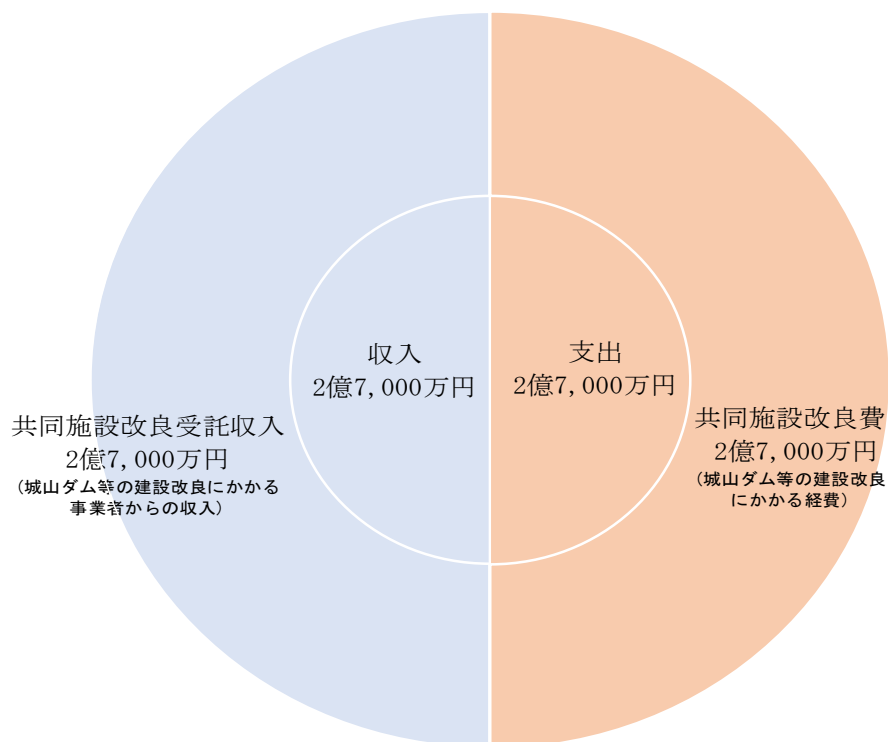 収入
2億7,000万円
支出
2億7,000万円
共同施設改良受託収入
2億7,000万円
（城山ダム等の建設改良にかかる
事業者からの収入）
共同施設改良費
2億7,000万円
（城山ダム等の建設改良
にかかる経費）